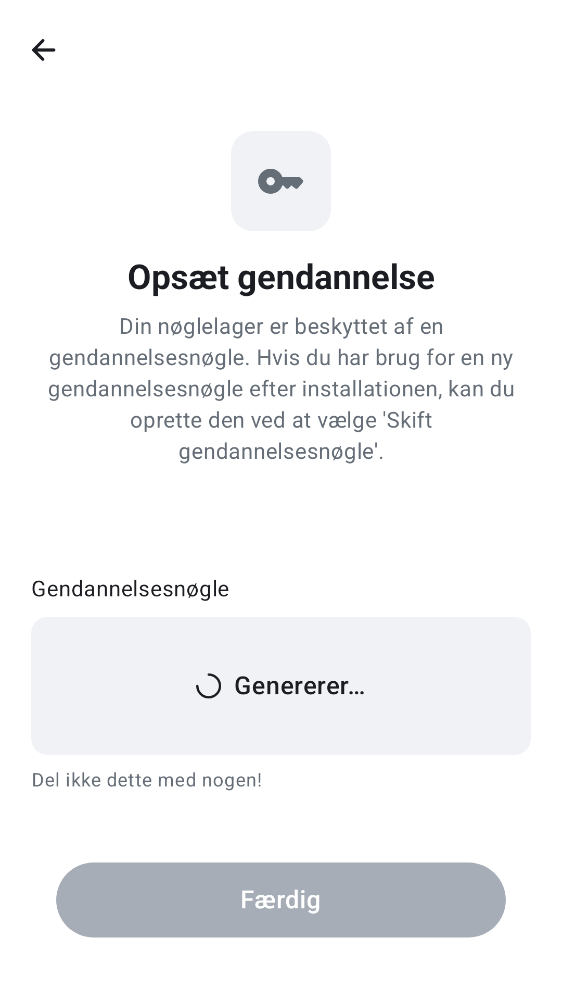 Opsæt gendannelse
Din nøglelager er beskyttet af en
gendannelsesnøgle. Hvis du har brug for en ny
gendannelsesnøgle efter installationen, kan du
oprette den ved at vælge 'Skift
gendannelsesnøgle'.
Gendannelsesnøgle
Genererer…
Del ikke dette med nogen!
Færdig